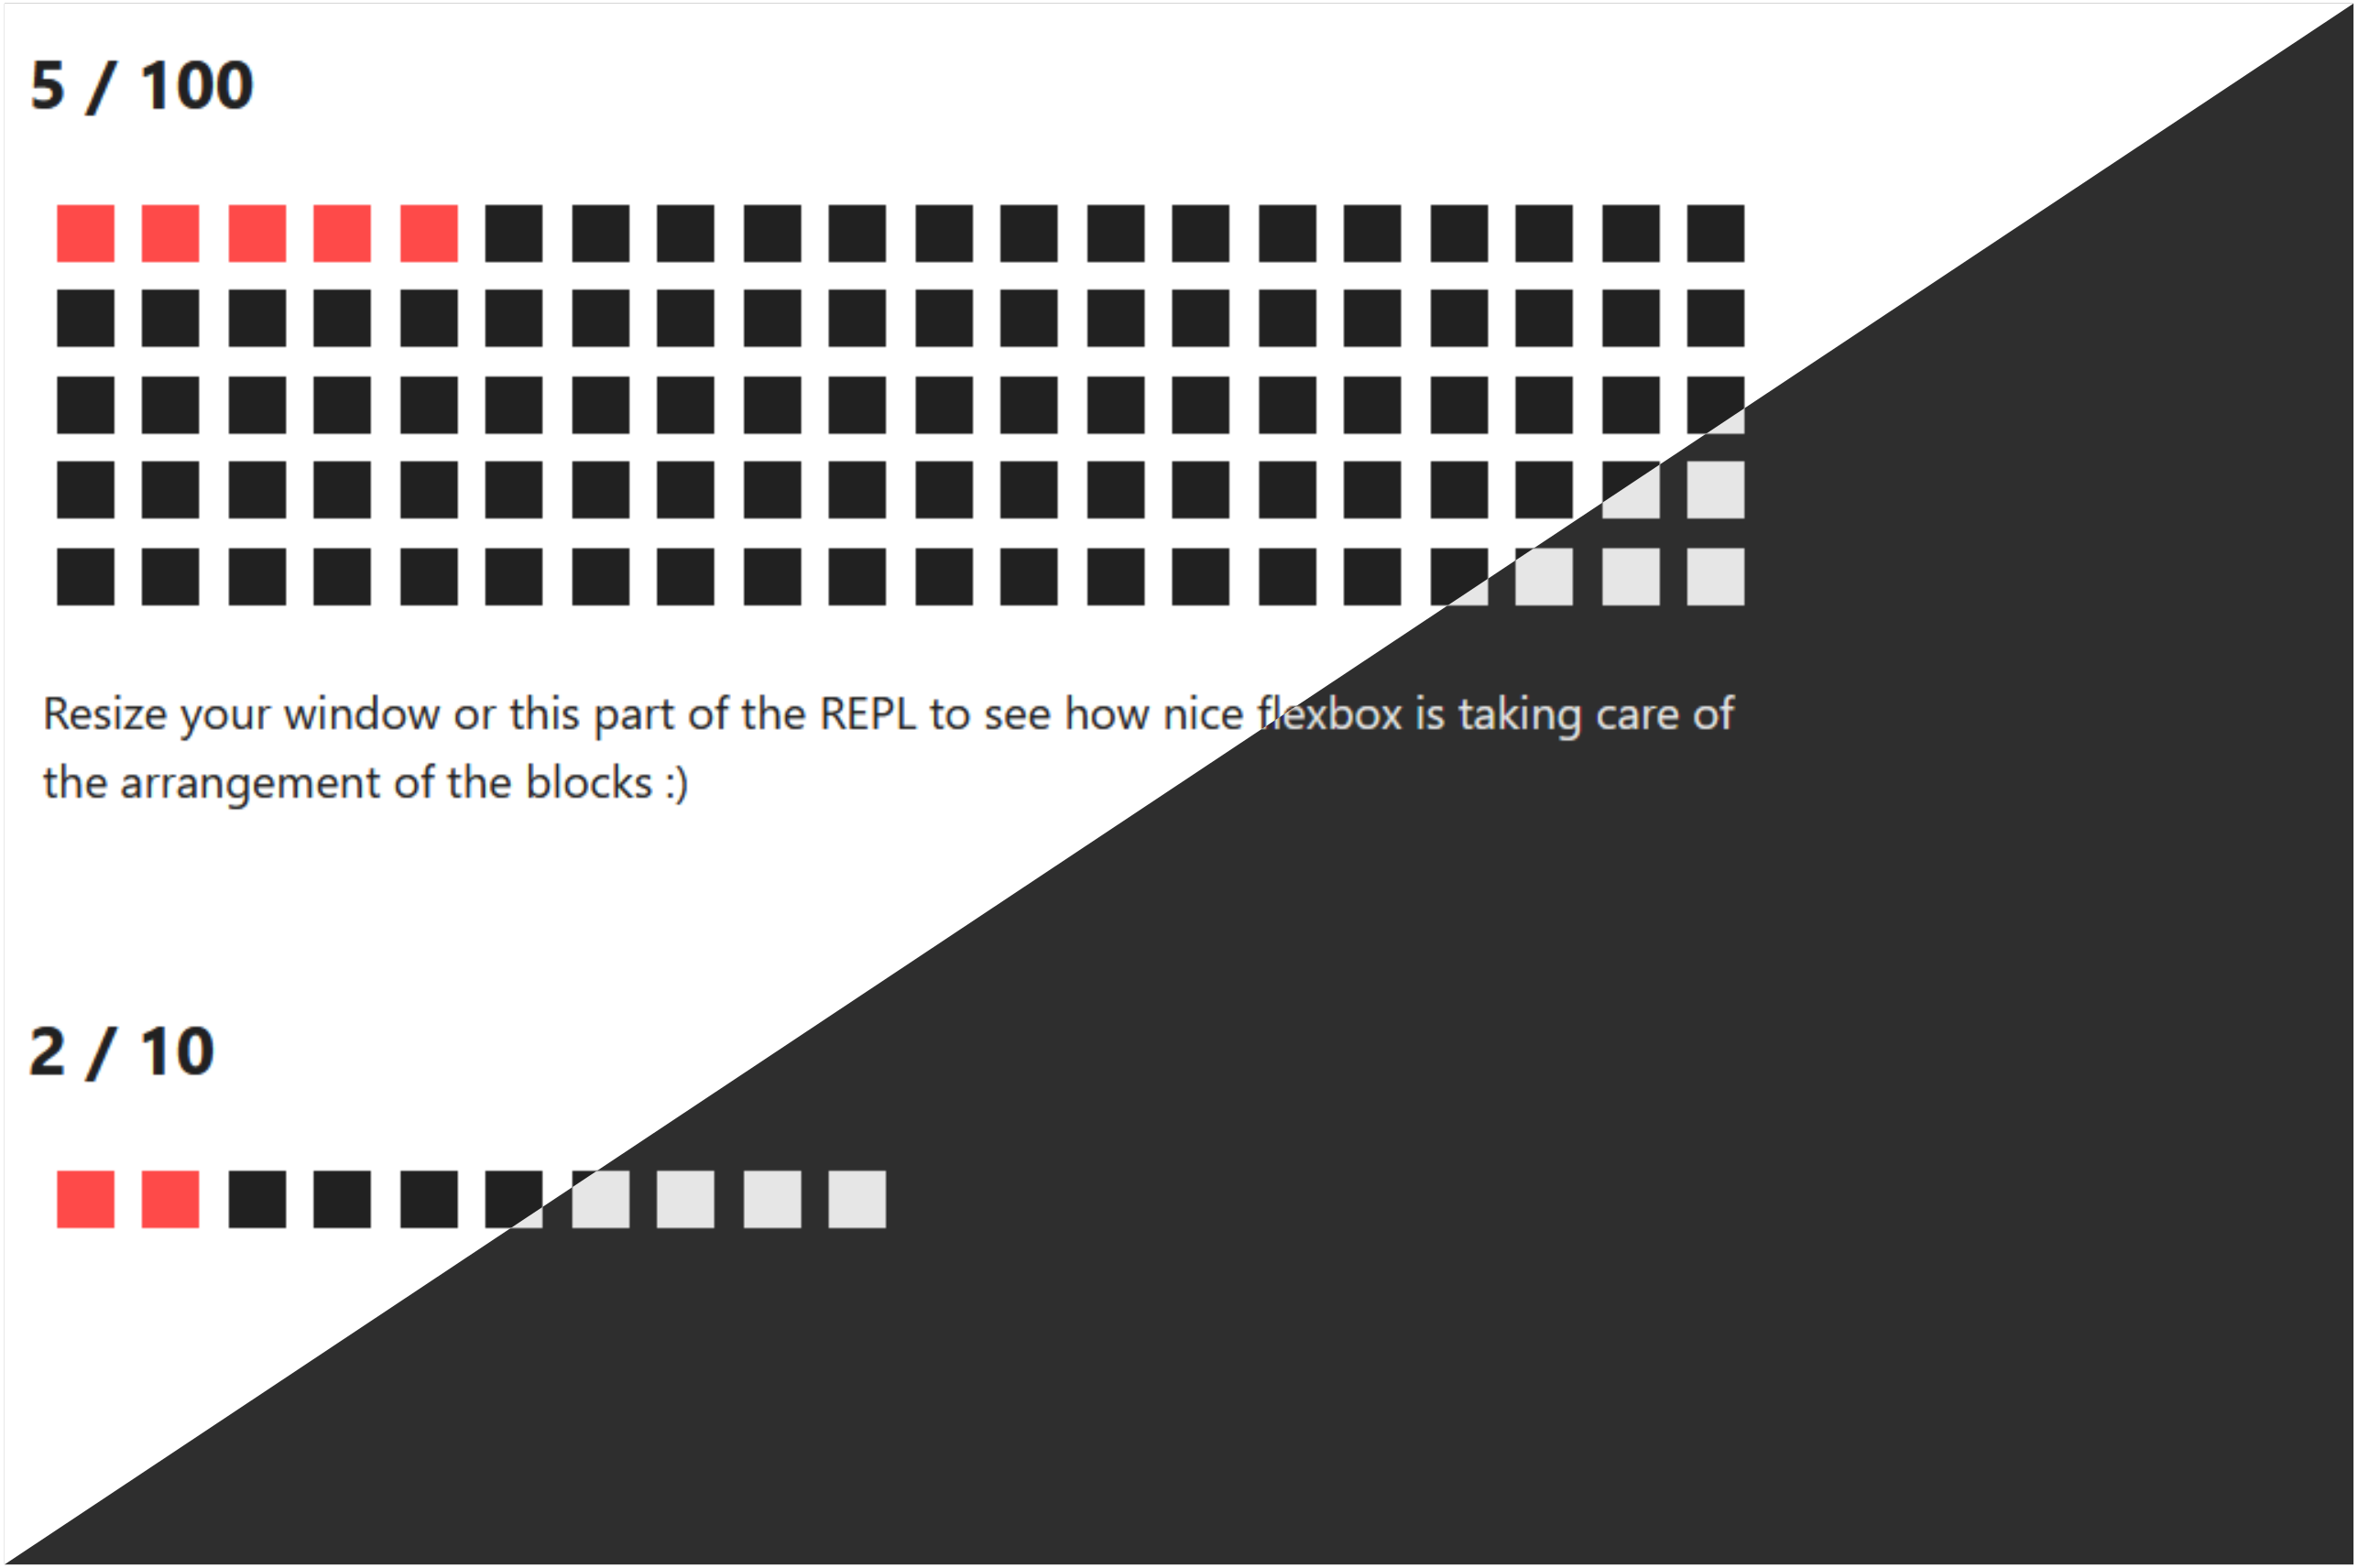 5 / 100
Resize your window or this part of the REPL to see how nice flexbox is taking care of
the arrangement of the blocks :)
2 / 10